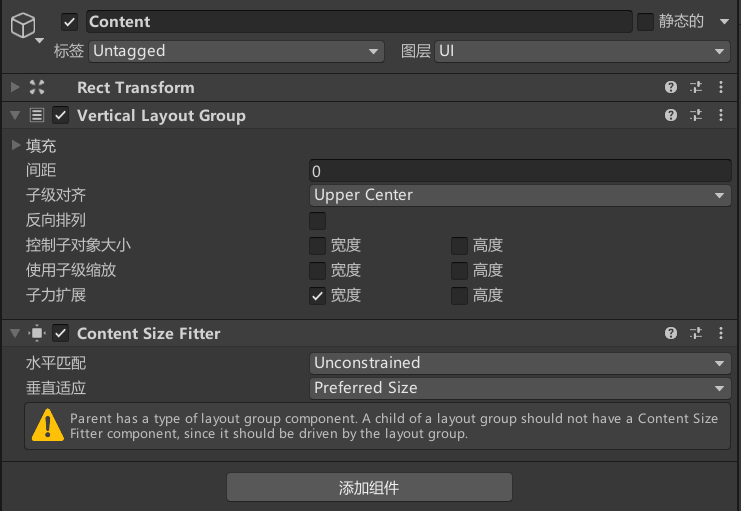 Content 静态的
标签 Untagged 图层 UI
Rect Transform
Vertical Layout Group
填充
间距 0
子级对齐 Upper Center
反向排列
控制子对象大小 宽度 高度
使用子级缩放 宽度 高度
子力扩展 宽度 高度
Content Size Fitter
水平匹配 Unconstrained
垂直适应 Preferred Size
Parent has a type of layout group component. A child of a layout group should not have a Content Size
Fitter component, since it should be driven by the layout group.
添加组件